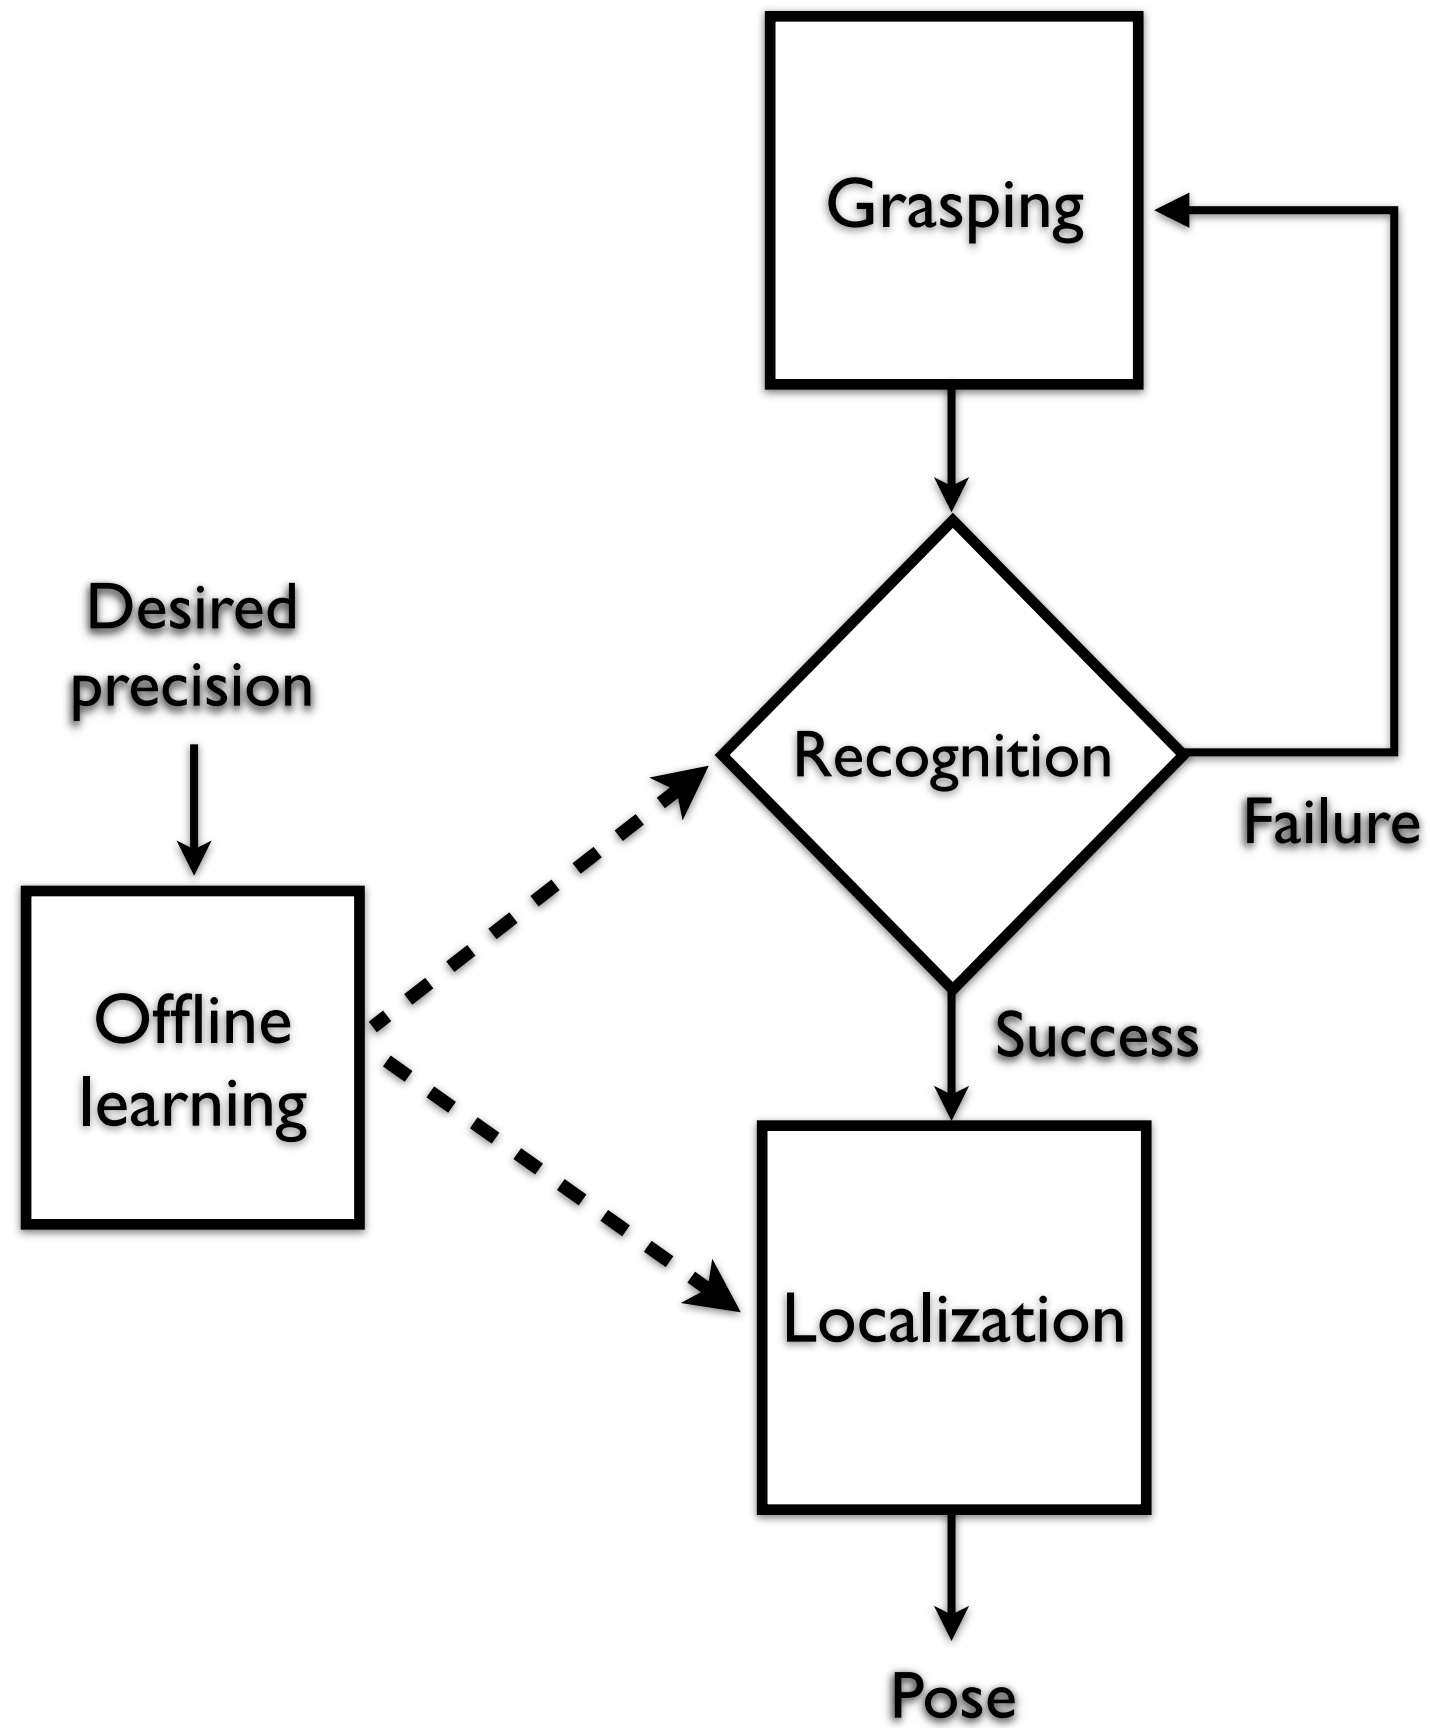 Grasping
Desired
precision
Recognition
Failure
Offline
learning
Success
Localization
Pose